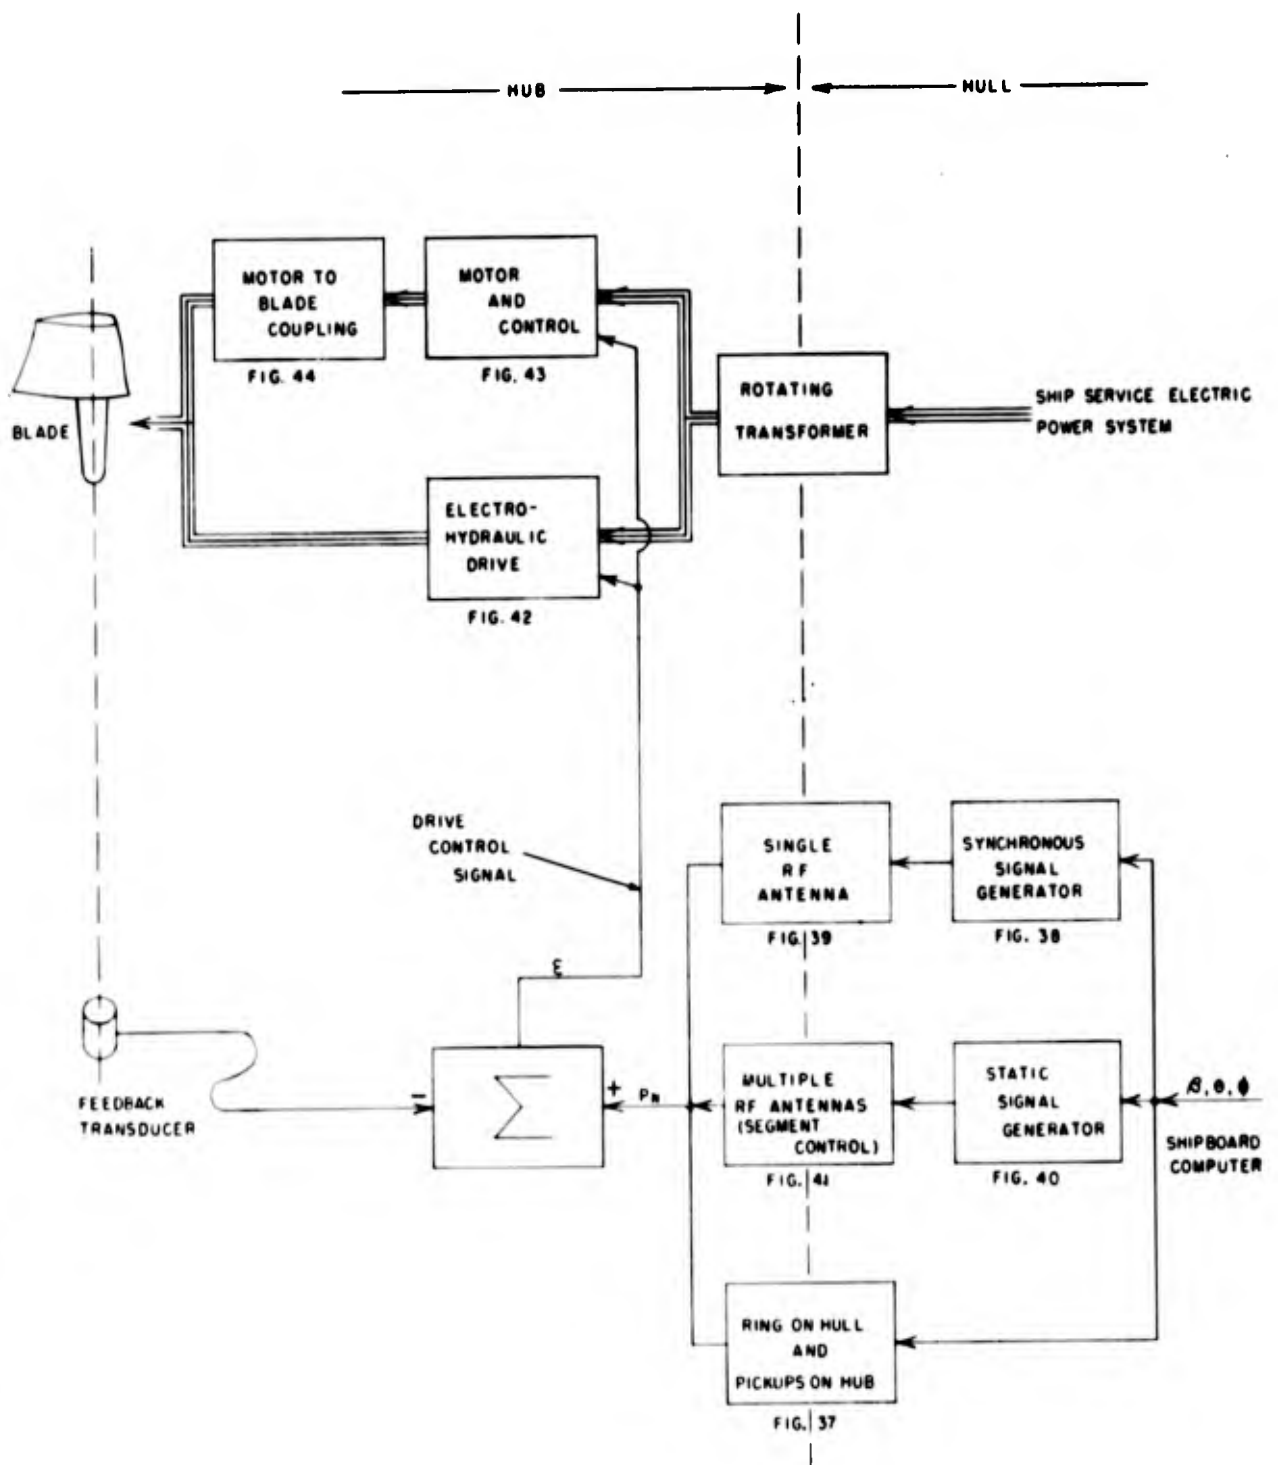 HUB
HULL
MOTOR TO
BLADE
COUPLING
FIG. 44
MOTOR
AND
CONTROL
FIG. 43
BLADE
ROTATING
TRANSFORMER
SHIP SERVICE ELECTRIC
POWER SYSTEM
ELECTRO-
HYDRAULIC
DRIVE
FIG. 42
DRIVE
CONTROL
SIGNAL
SINGLE
RF
ANTENNA
FIG. 39
SYNCHRONOUS
SIGNAL
GENERATOR
FIG. 38
ε
FEEDBACK
TRANSDUCER
-
Σ
+
PN
MULTIPLE
RF ANTENNAS
(SEGMENT
CONTROL)
FIG. 41
STATIC
SIGNAL
GENERATOR
FIG. 40
β, θ, ϕ
SHIPBOARD
COMPUTER
RING ON HULL
AND
PICKUPS ON HUB
FIG. 37